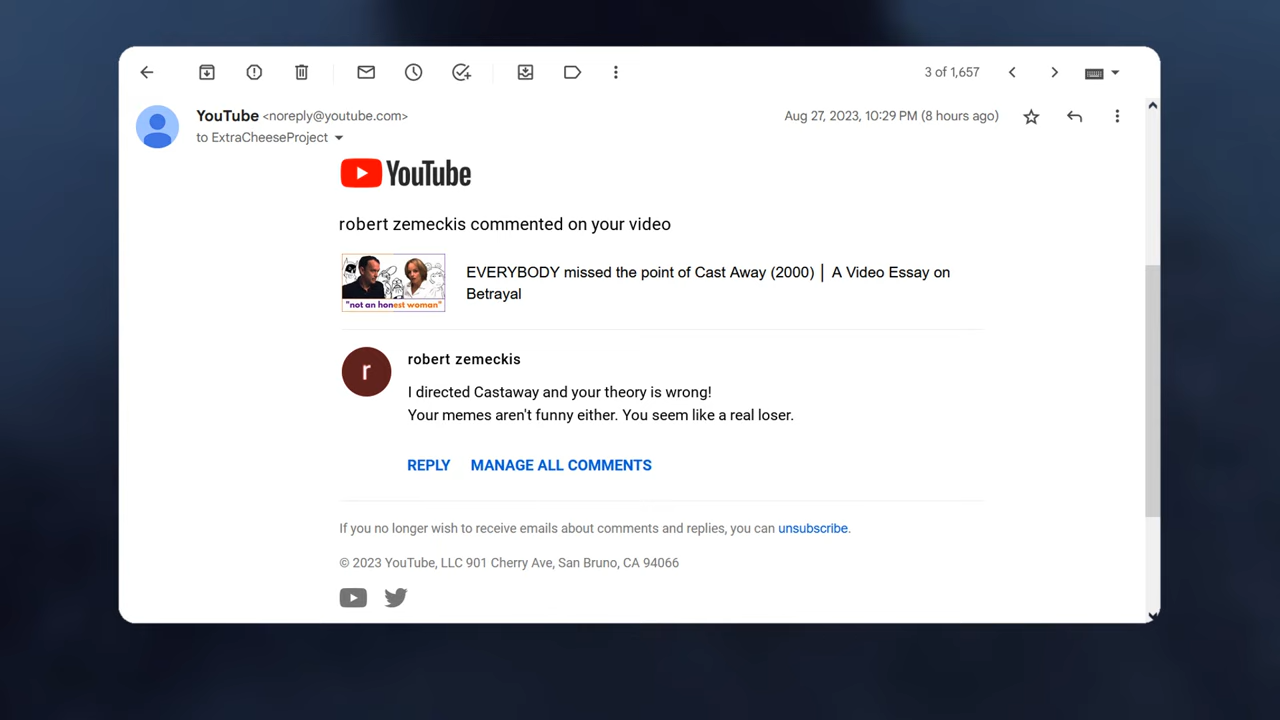 3 of 1,657
YouTube <noreply@youtube.com>
Aug 27, 2023, 10:29 PM (8 hours ago)
to ExtraCheeseProject
YouTube
robert zemeckis commented on your video
"not an honest woman"
EVERYBODY missed the point of Cast Away (2000) | A Video Essay on
Betrayal
r
robert zemeckis
I directed Castaway and your theory is wrong!
Your memes aren't funny either. You seem like a real loser.
REPLY MANAGE ALL COMMENTS
If you no longer wish to receive emails about comments and replies, you can unsubscribe.
© 2023 YouTube, LLC 901 Cherry Ave, San Bruno, CA 94066